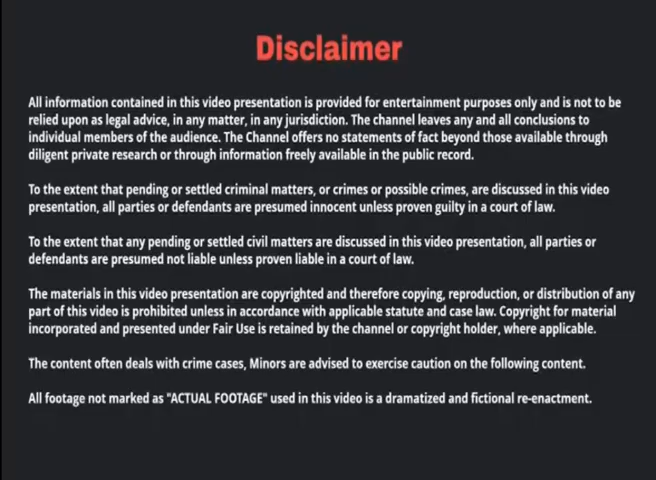 Disclaimer
All information contained in this video presentation is provided for entertainment purposes only and is not to be
relied upon as legal advice, in any matter, in any jurisdiction. The channel leaves any and all conclusions to
individual members of the audience. The Channel offers no statements of fact beyond those available through
diligent private research or through information freely available in the public record.
To the extent that pending or settled criminal matters, or crimes or possible crimes, are discussed in this video
presentation, all parties or defendants are presumed innocent unless proven guilty in a court of law.
To the extent that any pending or settled civil matters are discussed in this video presentation, all parties or
defendants are presumed not liable unless proven liable in a court of law.
The materials in this video presentation are copyrighted and therefore copying, reproduction, or distribution of any
part of this video is prohibited unless in accordance with applicable statute and case law. Copyright for material
incorporated and presented under Fair Use is retained by the channel or copyright holder, where applicable.
The content often deals with crime cases, Minors are advised to exercise caution on the following content.
All footage not marked as "ACTUAL FOOTAGE" used in this video is a dramatized and fictional re-enactment.